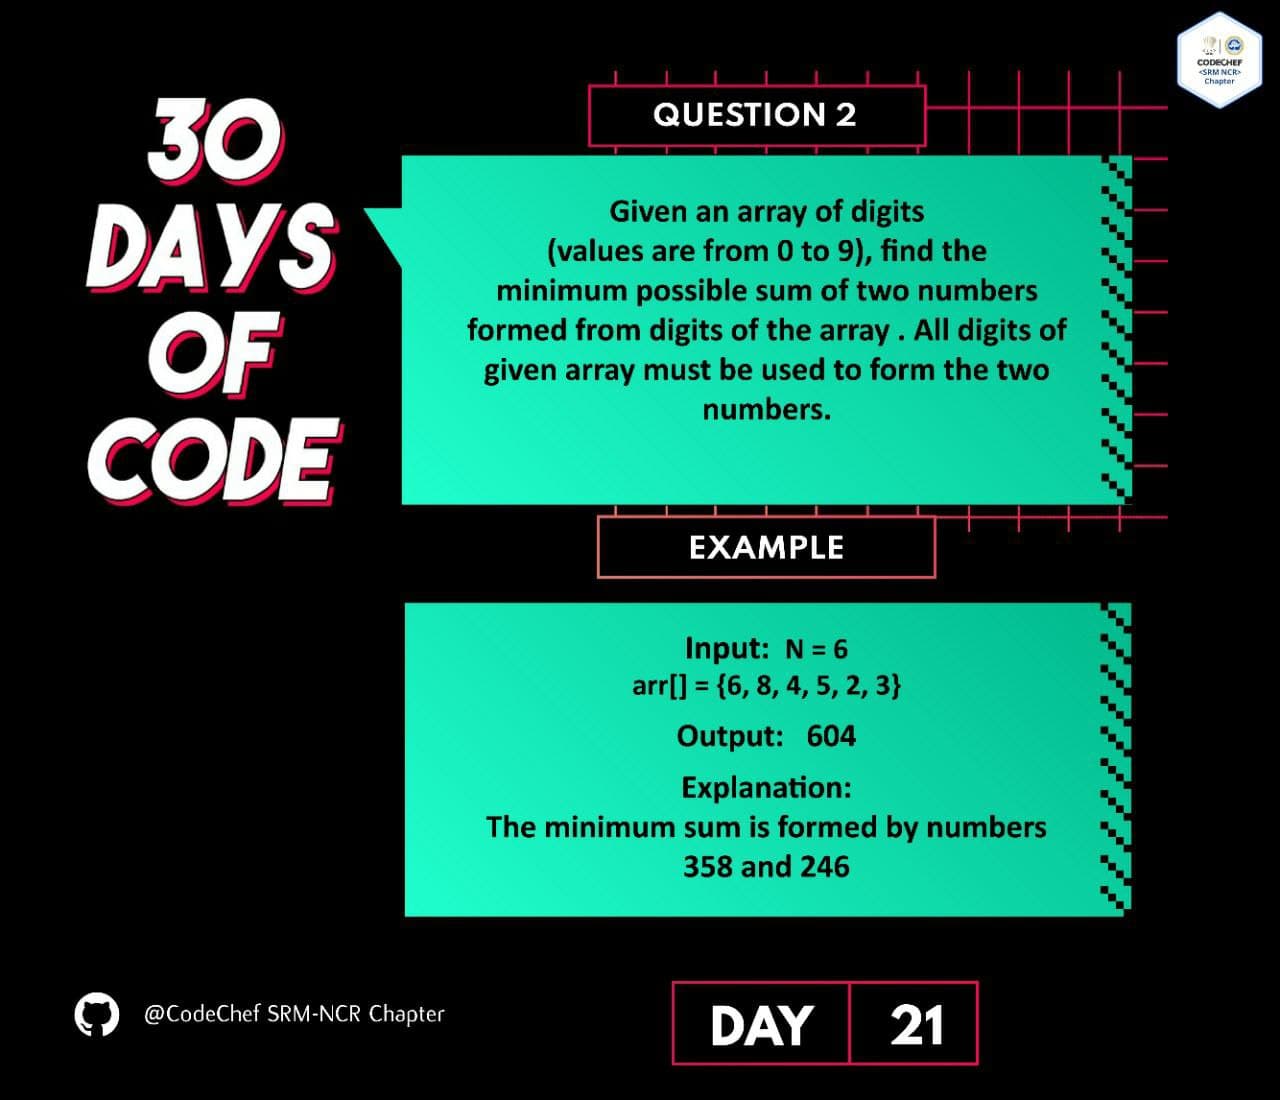 CODECHEF
<SRM NCR>
Chapter
30
DAYS
OF
CODE
QUESTION 2
Given an array of digits
(values are from 0 to 9), find the
minimum possible sum of two numbers
formed from digits of the array . All digits of
given array must be used to form the two
numbers.
EXAMPLE
Input: N = 6
arr[] = {6, 8, 4, 5, 2, 3}
Output: 604
Explanation:
The minimum sum is formed by numbers
358 and 246
@CodeChef SRM-NCR Chapter
DAY 21